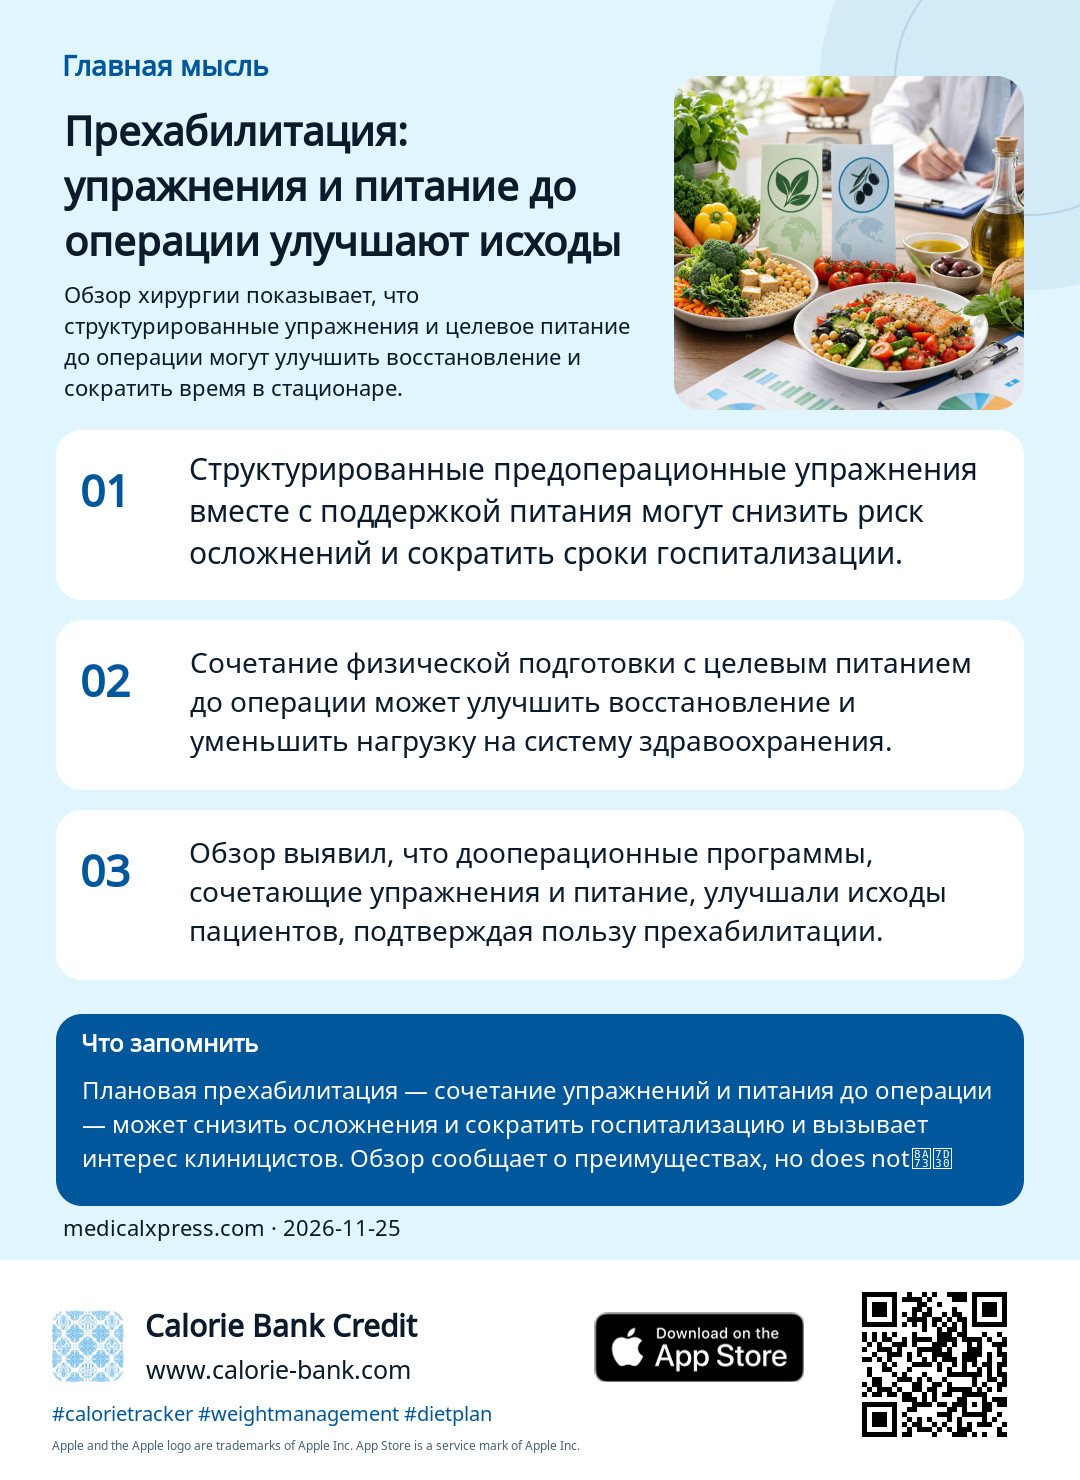 Главная мысль
Прехабилитация:
упражнения и питание до
операции улучшают исходы
Обзор хирургии показывает, что
структурированные упражнения и целевое питание
до операции могут улучшить восстановление и
сократить время в стационаре.
01
Структурированные предоперационные упражнения
вместе с поддержкой питания могут снизить риск
осложнений и сократить сроки госпитализации.
02
Сочетание физической подготовки с целевым питанием
до операции может улучшить восстановление и
уменьшить нагрузку на систему здравоохранения.
03
Обзор выявил, что дооперационные программы,
сочетающие упражнения и питание, улучшали исходы
пациентов, подтверждая пользу прехабилитации.
Что запомнить
Плановая прехабилитация — сочетание упражнений и питания до операции
— может снизить осложнения и сократить госпитализацию и вызывает
интерес клиницистов. Обзор сообщает о преимуществах, но does not
medicalxpress.com · 2026-11-25
Calorie Bank Credit
www.calorie-bank.com
Download on the
App Store
#calorietracker #weightmanagement #dietplan
Apple and the Apple logo are trademarks of Apple Inc. App Store is a service mark of Apple Inc.